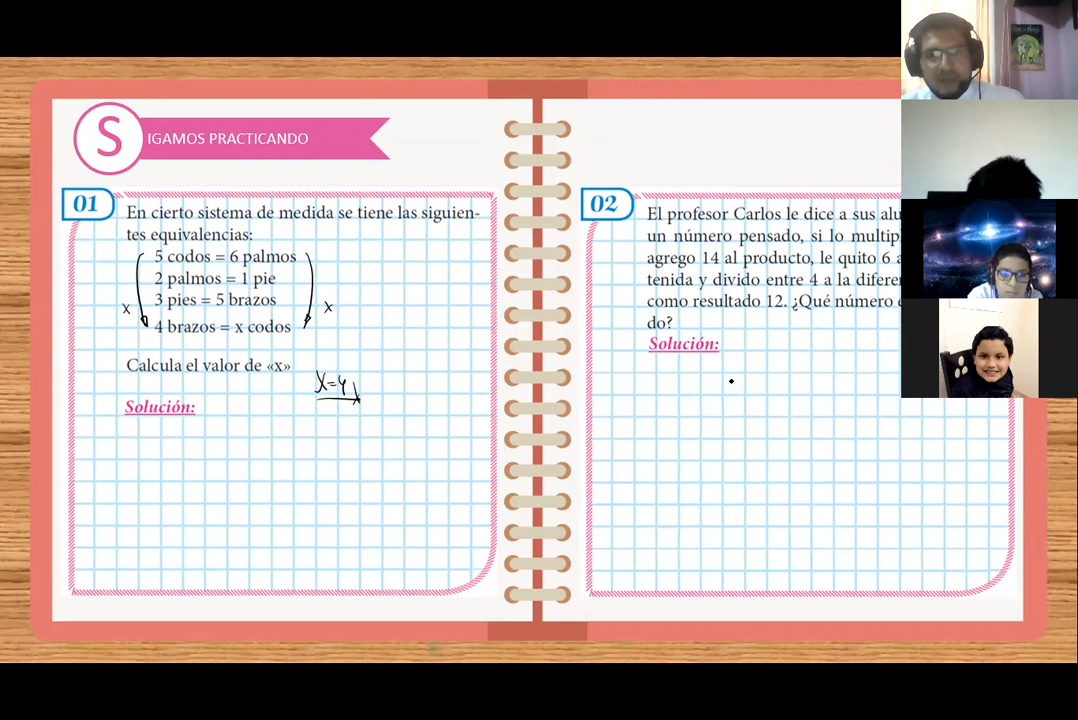 S
IGAMOS PRACTICANDO
01
En cierto sistema de medida se tiene las siguien-
tes equivalencias:
5 codos = 6 palmos
2 palmos = 1 pie
3 pies = 5 brazos
x
x
4 brazos = x codos
Calcula el valor de «x»
x=4
Solución:
02
El profesor Carlos le dice a sus alu
un número pensado, si lo multip
agrego 14 al producto, le quito 6 a
tenida y divido entre 4 a la difere
como resultado 12. ¿Qué número
do?
Solución: